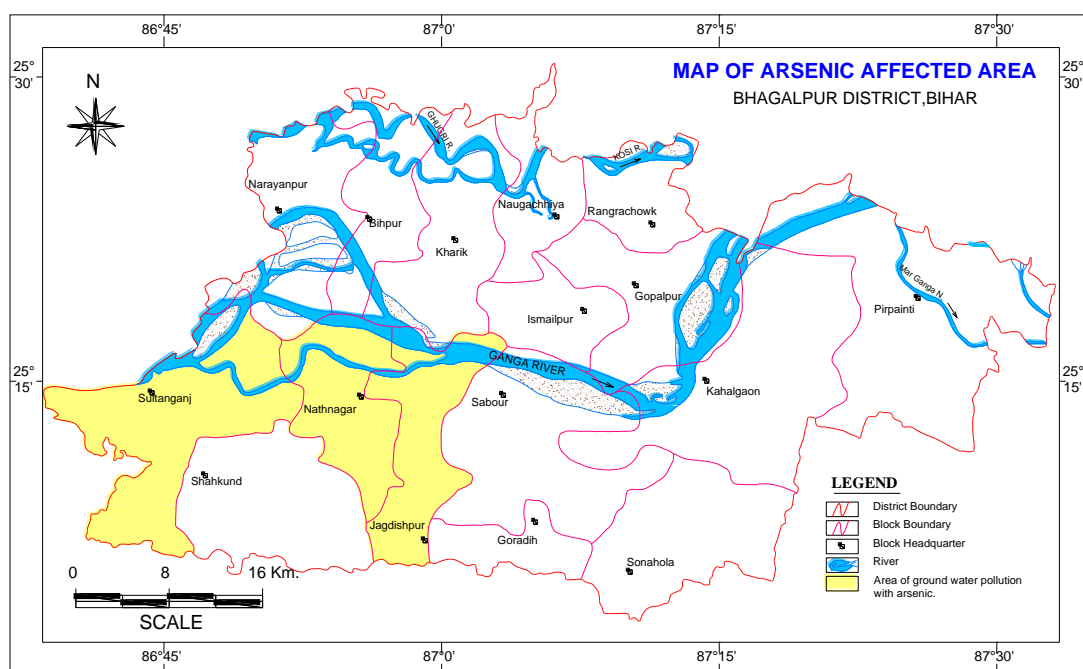 86°45'
87°0'
87°15'
87°30'
25°
30'
25°
30'
N
MAP OF ARSENIC AFFECTED AREA
BHAGALPUR DISTRICT,BIHAR
GHUGRI R.
KOSI R.
Narayanpur
Bihpur
Naugachhiya
Rangrachowk
Kharik
Gopalpur
Mar Ganga N.
Pirpainti
Ismailpur
GANGA RIVER
25°
15'
25°
15'
Sultanganj
Nathnagar
Sabour
Kahalgaon
Shahkund
Jagdishpur
Goradih
Sonahola
LEGEND
District Boundary
Block Boundary
Block Headquarter
River
Area of ground water pollution
with arsenic.
0 8 16 Km.
SCALE
86°45'
87°0'
87°15'
87°30'